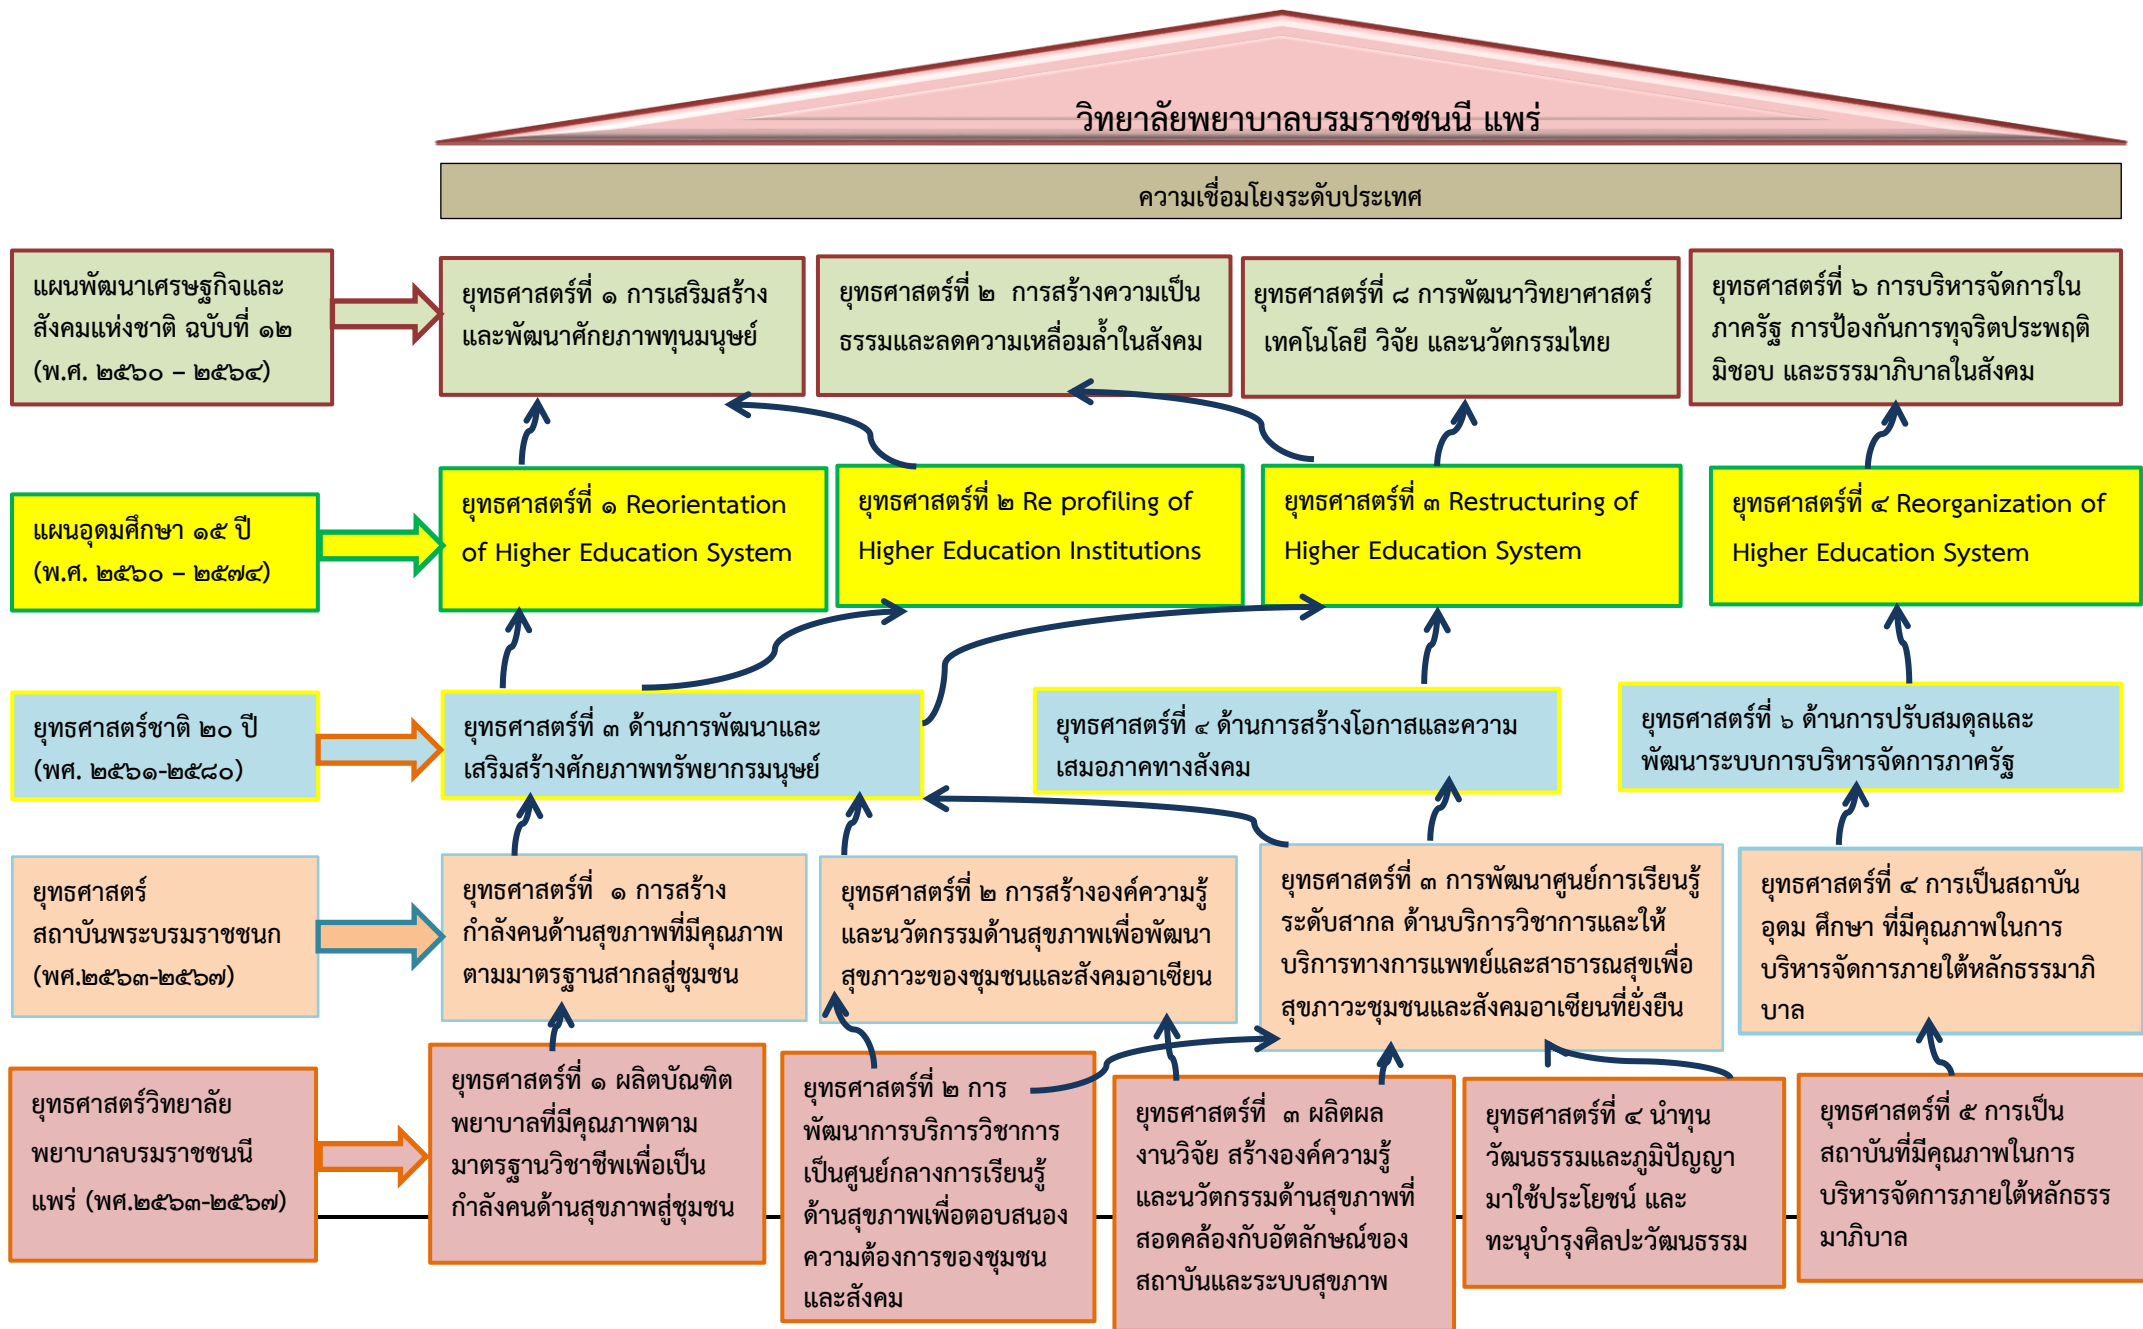 วิทยาลัยพยาบาลบรมราชชนนี แพร่
ความเชื่อมโยงระดับประเทศ
แผนพัฒนาเศรษฐกิจและ
สังคมแห่งชาติ ฉบับที่ ๑๒
(พ.ศ. ๒๕๖๐ – ๒๕๖๔)
ยุทธศาสตร์ที่ ๑ การเสริมสร้าง
และพัฒนาศักยภาพทุนมนุษย์
ยุทธศาสตร์ที่ ๒ การสร้างความเป็น
ธรรมและลดความเหลื่อมล้ำในสังคม
ยุทธศาสตร์ที่ ๘ การพัฒนาวิทยาศาสตร์
เทคโนโลยี วิจัย และนวัตกรรมไทย
ยุทธศาสตร์ที่ ๖ การบริหารจัดการใน
ภาครัฐ การป้องกันการทุจริตประพฤติ
มิชอบ และธรรมาภิบาลในสังคม
แผนอุดมศึกษา ๑๕ ปี
(พ.ศ. ๒๕๖๐ – ๒๕๗๔)
ยุทธศาสตร์ที่ ๑ Reorientation
of Higher Education System
ยุทธศาสตร์ที่ ๒ Re profiling of
Higher Education Institutions
ยุทธศาสตร์ที่ ๓ Restructuring of
Higher Education System
ยุทธศาสตร์ที่ ๔ Reorganization of
Higher Education System
ยุทธศาสตร์ชาติ ๒๐ ปี
(พศ. ๒๕๖๑-๒๕๘๐)
ยุทธศาสตร์ที่ ๓ ด้านการพัฒนาและ
เสริมสร้างศักยภาพทรัพยากรมนุษย์
ยุทธศาสตร์ที่ ๔ ด้านการสร้างโอกาสและความ
เสมอภาคทางสังคม
ยุทธศาสตร์ที่ ๖ ด้านการปรับสมดุลและ
พัฒนาระบบการบริหารจัดการภาครัฐ
ยุทธศาสตร์
สถาบันพระบรมราชชนก
(พศ.๒๕๖๓-๒๕๖๗)
ยุทธศาสตร์ที่ ๑ การสร้าง
กำลังคนด้านสุขภาพที่มีคุณภาพ
ตามมาตรฐานสากลสู่ชุมชน
ยุทธศาสตร์ที่ ๒ การสร้างองค์ความรู้
และนวัตกรรมด้านสุขภาพเพื่อพัฒนา
สุขภาวะของชุมชนและสังคมอาเซียน
ยุทธศาสตร์ที่ ๓ การพัฒนาศูนย์การเรียนรู้
ระดับสากล ด้านบริการวิชาการและให้
บริการทางการแพทย์และสาธารณสุขเพื่อ
สุขภาวะชุมชนและสังคมอาเซียนที่ยั่งยืน
ยุทธศาสตร์ที่ ๔ การเป็นสถาบัน
อุดม ศึกษา ที่มีคุณภาพในการ
บริหารจัดการภายใต้หลักธรรมาภิ
บาล
ยุทธศาสตร์วิทยาลัย
พยาบาลบรมราชชนนี
แพร่ (พศ.๒๕๖๓-๒๕๖๗)
ยุทธศาสตร์ที่ ๑ ผลิตบัณฑิต
พยาบาลที่มีคุณภาพตาม
มาตรฐานวิชาชีพเพื่อเป็น
กำลังคนด้านสุขภาพสู่ชุมชน
ยุทธศาสตร์ที่ ๒ การ
พัฒนาการบริการวิชาการ
เป็นศูนย์กลางการเรียนรู้
ด้านสุขภาพเพื่อตอบสนอง
ความต้องการของชุมชน
และสังคม
ยุทธศาสตร์ที่ ๓ ผลิตผล
งานวิจัย สร้างองค์ความรู้
และนวัตกรรมด้านสุขภาพที่
สอดคล้องกับอัตลักษณ์ของ
สถาบันและระบบสุขภาพ
ยุทธศาสตร์ที่ ๔ นำทุน
วัฒนธรรมและภูมิปัญญา
มาใช้ประโยชน์ และ
ทะนุบำรุงศิลปะวัฒนธรรม
ยุทธศาสตร์ที่ ๕ การเป็น
สถาบันที่มีคุณภาพในการ
บริหารจัดการภายใต้หลักธรร
มาภิบาล